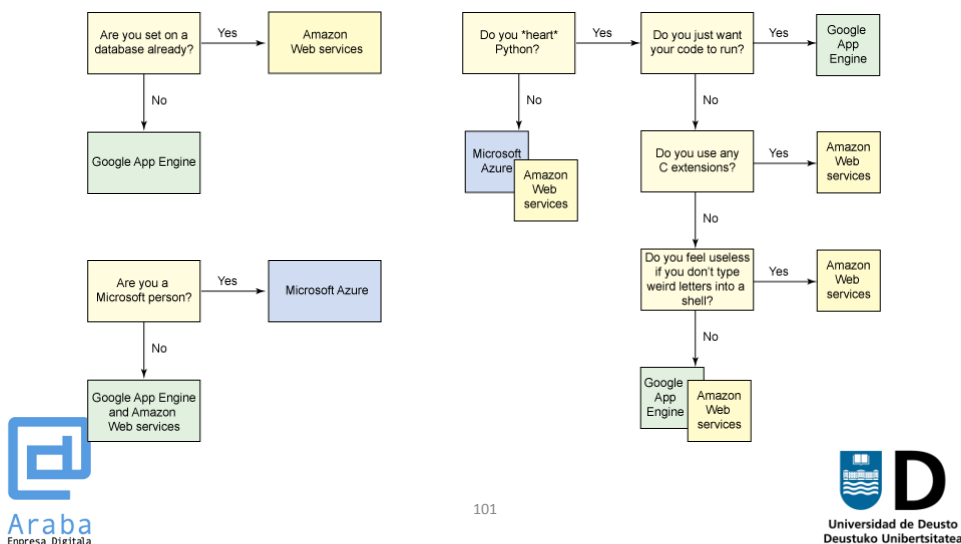 Are you set on a
database already?
Yes
Amazon
Web services
No
Google App Engine
Are you a
Microsoft person?
Yes
Microsoft Azure
No
Google App Engine
and Amazon
Web services
Do you *heart*
Python?
Yes
Do you just want
your code to run?
Yes
Google
App
Engine
No
Microsoft
Azure
Amazon
Web
services
No
Do you use any
C extensions?
Yes
Amazon
Web
services
No
Do you feel useless
if you don't type
weird letters into a
shell?
Yes
Amazon
Web
services
No
Google
App
Engine
Amazon
Web
services
Araba
Enpresa Digitala
101
D
Universidad de Deusto
Deustuko Unibertsitatea